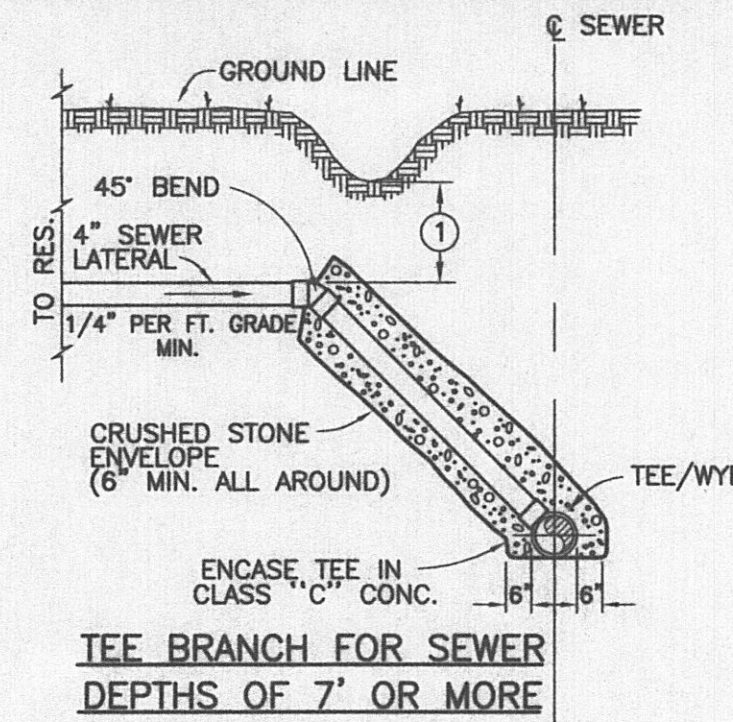 ℄ SEWER
GROUND LINE
45° BEND
1
4" SEWER
LATERAL
TO RES.
1/4" PER FT. GRADE
MIN.
CRUSHED STONE
ENVELOPE
(6" MIN. ALL AROUND)
TEE/WYE
ENCASE TEE IN
CLASS "C" CONC.
6" 6"
TEE BRANCH FOR SEWER
DEPTHS OF 7' OR MORE